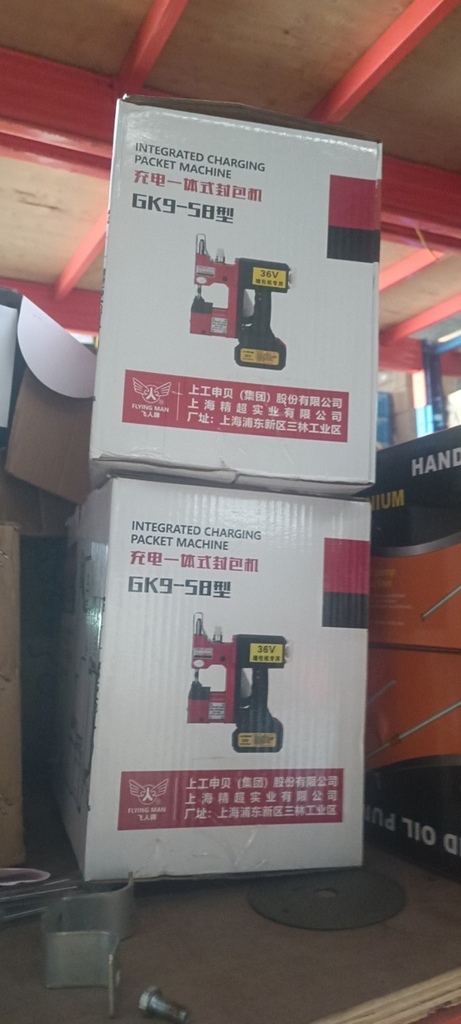 INTEGRATED CHARGING
PACKET MACHINE
充电一体式封包机
GK9-58型
36V
FLYING MAN
飞人牌
上工申贝（集团）股份有限公司
上海精超实业有限公司
厂址：上海浦东新区三林工业区
INTEGRATED CHARGING
PACKET MACHINE
充电一体式封包机
GK9-58型
36V
FLYING MAN
飞人牌
上工申贝（集团）股份有限公司
上海精超实业有限公司
厂址：上海浦东新区三林工业区
HAND
NIUM
D OIL PU